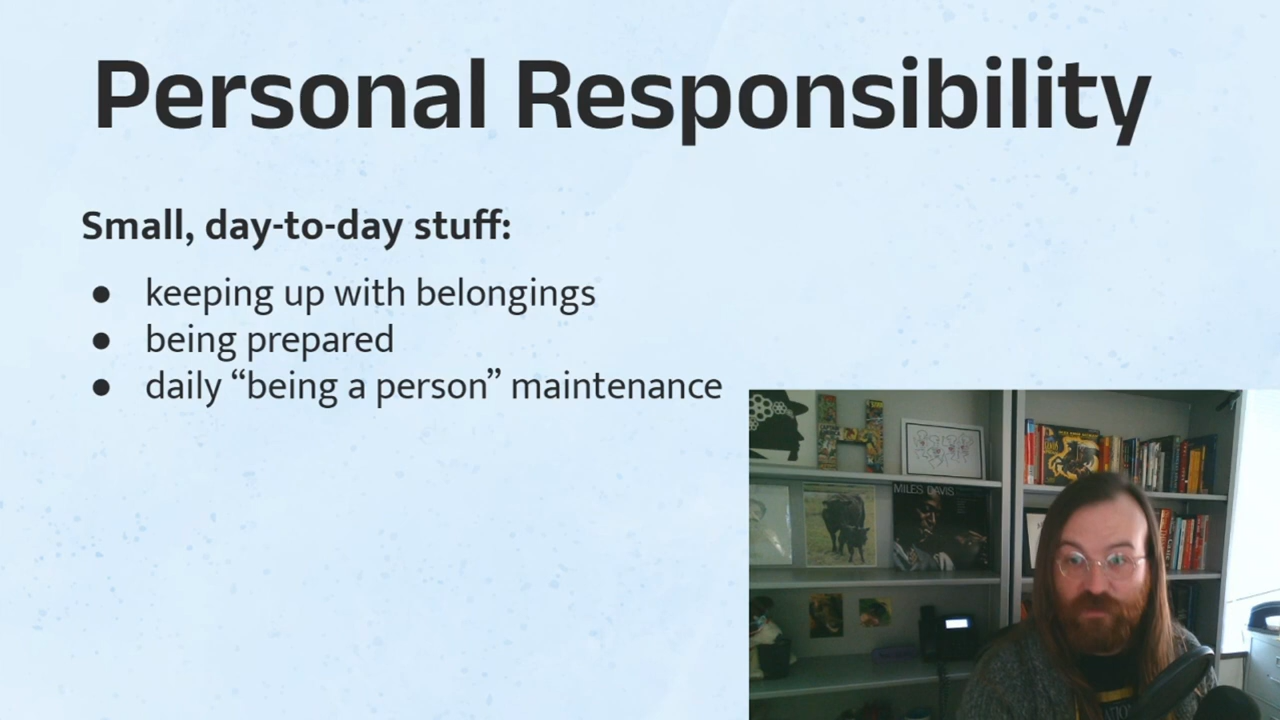 Personal Responsibility
Small, day-to-day stuff:
● keeping up with belongings
● being prepared
● daily “being a person” maintenance
MILES DAVIS